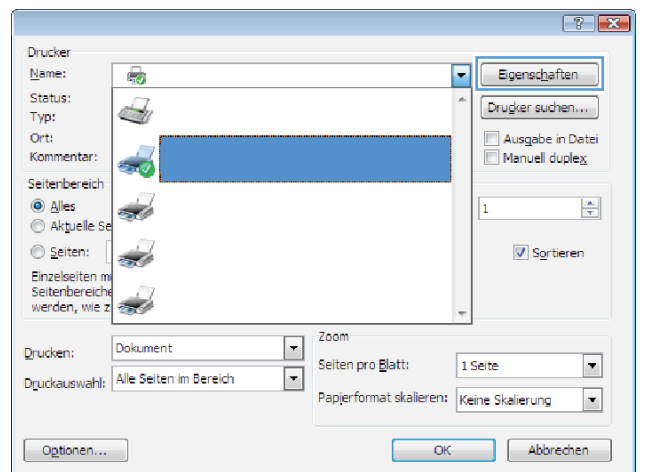 Drucker
Name:
Eigenschaften
Status:
Typ:
Drucker suchen...
Ort:
Ausgabe in Datei
Kommentar:
Manuell duplex
Seitenbereich
Alles
1
Aktuelle Se
Seiten:
Sortieren
Einzelseiten m
Seitenbereiche
werden, wie z
Zoom
Drucken: Dokument
Seiten pro Blatt: 1 Seite
Druckauswahl: Alle Seiten im Bereich
Papierformat skalieren: Keine Skalierung
Optionen... OK Abbrechen